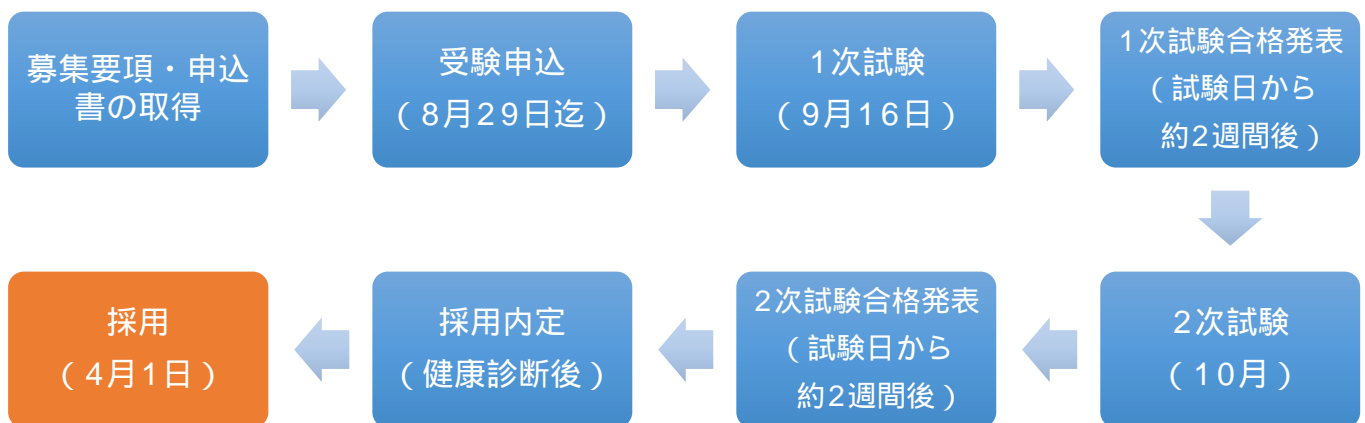 募集要項・申込
書の取得
受験申込
（8月29日迄）
1次試験
（9月16日）
1次試験合格発表
（試験日から
約2週間後）
2次試験
（10月）
2次試験合格発表
（試験日から
約2週間後）
採用内定
（健康診断後）
採用
（4月1日）